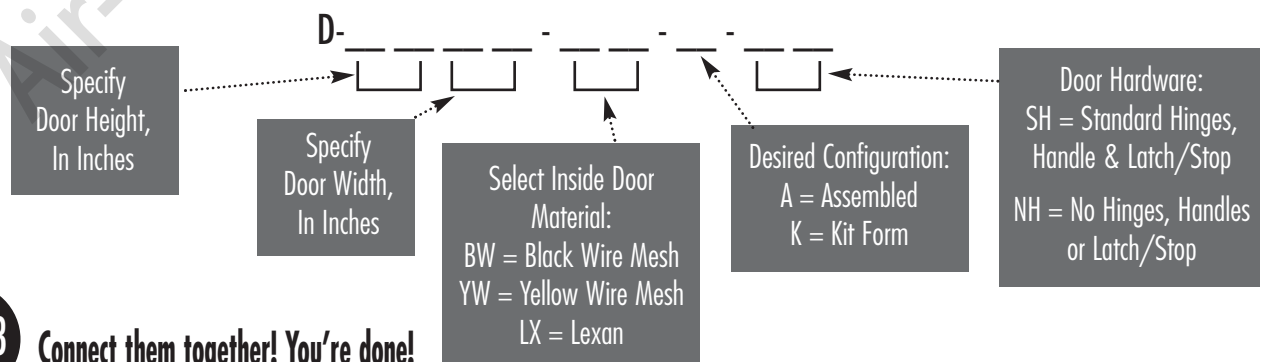 D-__ __ __ __ - __ __ - __ - __ __
Specify
Door Height,
In Inches
Specify
Door Width,
In Inches
Select Inside Door
Material:
BW = Black Wire Mesh
YW = Yellow Wire Mesh
LX = Lexan
Desired Configuration:
A = Assembled
K = Kit Form
Door Hardware:
SH = Standard Hinges,
Handle & Latch/Stop
NH = No Hinges, Handles
or Latch/Stop
3 Connect them together! You're done!
Air-